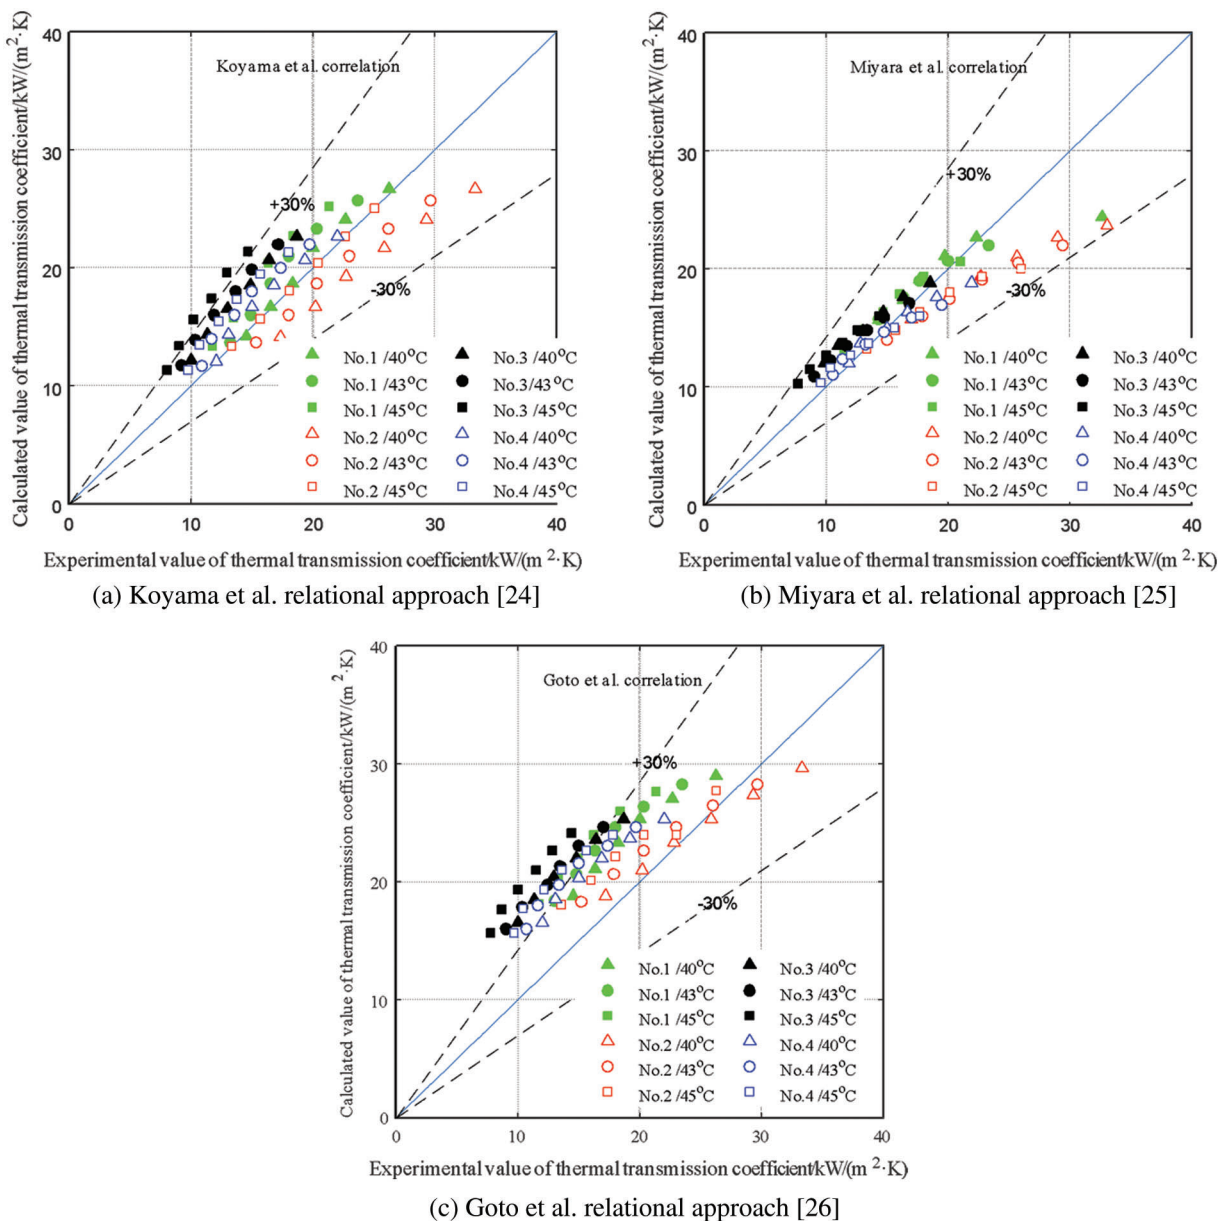 Calculated value of thermal transmission coefficient/kW/(m²·K)
40
30
20
10
0
Koyama et al. correlation
+30%
-30%
No.1 /40°C
No.1 /43°C
No.1 /45°C
No.2 /40°C
No.2 /43°C
No.2 /45°C
No.3 /40°C
No.3/43°C
No.3 /45°C
No.4 /40°C
No.4 /43°C
No.4 /45°C
0 10 20 30 40
Experimental value of thermal transmission coefficient/kW/(m²·K)
(a) Koyama et al. relational approach [24]
Calculated value of thermal transmission coefficient/kW/(m²·K)
40
30
20
10
0
Miyara et al. correlation
+30%
-30%
No.1 /40°C
No.1 /43°C
No.1 /45°C
No.2 /40°C
No.2 /43°C
No.2 /45°C
No.3 /40°C
No.3 /43°C
No.3 /45°C
No.4 /40°C
No.4 /43°C
No.4 /45°C
0 10 20 30 40
Experimental value of thermal transmission coefficient/kW/(m²·K)
(b) Miyara et al. relational approach [25]
Calculated value of thermal transmission coefficient/kW/(m²·K)
40
30
20
10
0
Goto et al. correlation
+30%
-30%
No.1 /40°C
No.1 /43°C
No.1 /45°C
No.2 /40°C
No.2 /43°C
No.2 /45°C
No.3 /40°C
No.3 /43°C
No.3 /45°C
No.4 /40°C
No.4 /43°C
No.4 /45°C
0 10 20 30 40
Experimental value of thermal transmission coefficient/kW/(m²·K)
(c) Goto et al. relational approach [26]